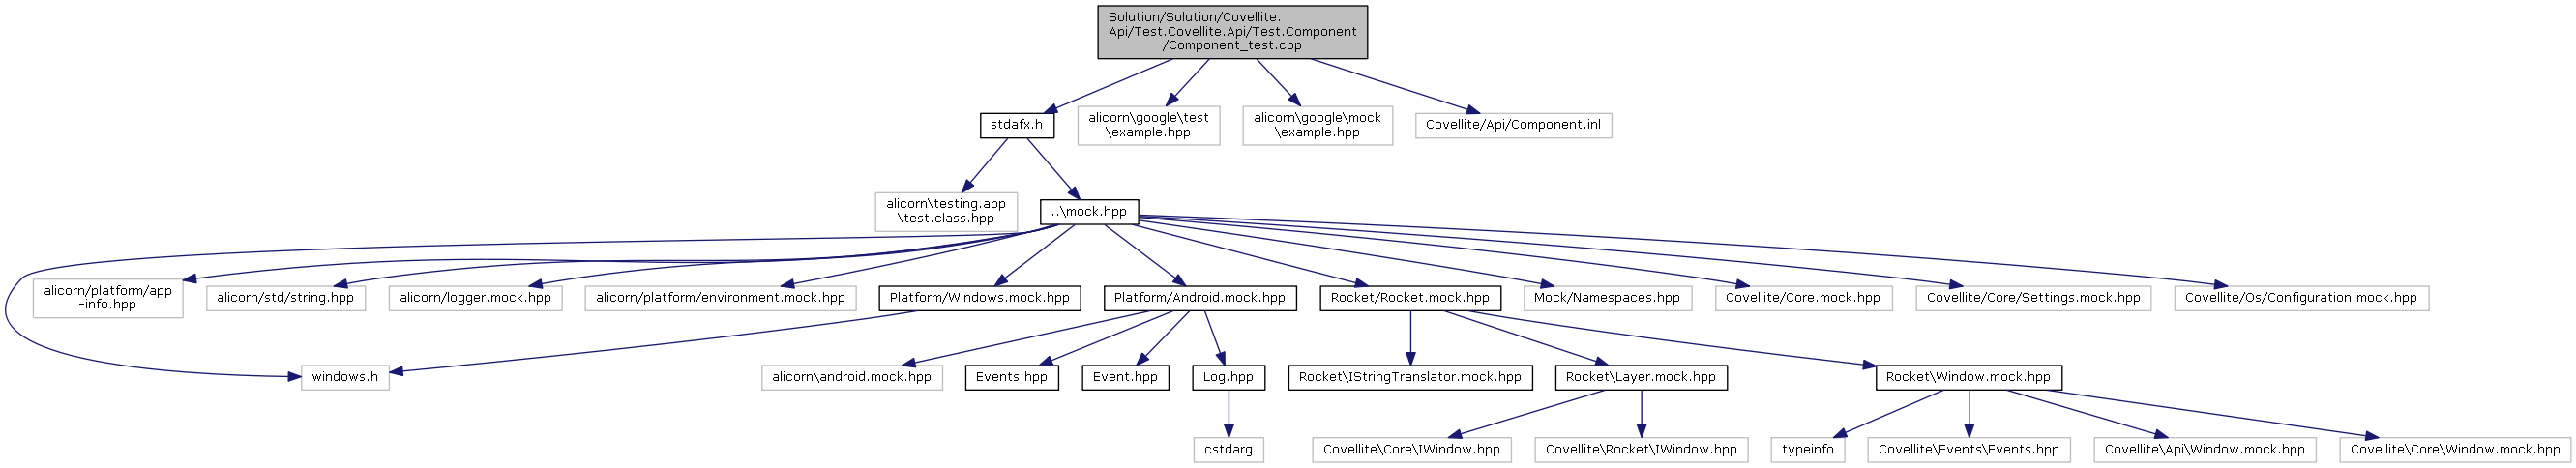 Solution/Solution/Covellite.
Api/Test.Covellite.Api/Test.Component
/Component_test.cpp
stdafx.h
alicorn\google\test
\example.hpp
alicorn\google\mock
\example.hpp
Covellite/Api/Component.inl
alicorn\testing.app
\test.class.hpp
..\mock.hpp
alicorn/platform/app
-info.hpp
alicorn/std/string.hpp
alicorn/logger.mock.hpp
alicorn/platform/environment.mock.hpp
Platform/Windows.mock.hpp
Platform/Android.mock.hpp
Rocket/Rocket.mock.hpp
Mock/Namespaces.hpp
Covellite/Core.mock.hpp
Covellite/Core/Settings.mock.hpp
Covellite/Os/Configuration.mock.hpp
windows.h
alicorn\android.mock.hpp
Events.hpp
Event.hpp
Log.hpp
Rocket\IStringTranslator.mock.hpp
Rocket\Layer.mock.hpp
Rocket\Window.mock.hpp
cstdarg
Covellite\Core\IWindow.hpp
Covellite\Rocket\IWindow.hpp
typeinfo
Covellite\Events\Events.hpp
Covellite\Api\Window.mock.hpp
Covellite\Core\Window.mock.hpp